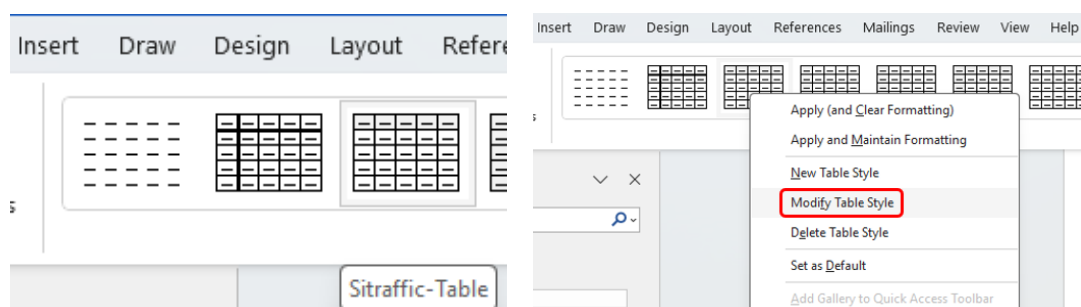 Insert Draw Design Layout Refere
s
Sitraffic-Table
Insert Draw Design Layout References Mailings Review View Help
s
Apply (and Clear Formatting)
Apply and Maintain Formatting
New Table Style
Modify Table Style
Delete Table Style
Set as Default
Add Gallery to Quick Access Toolbar